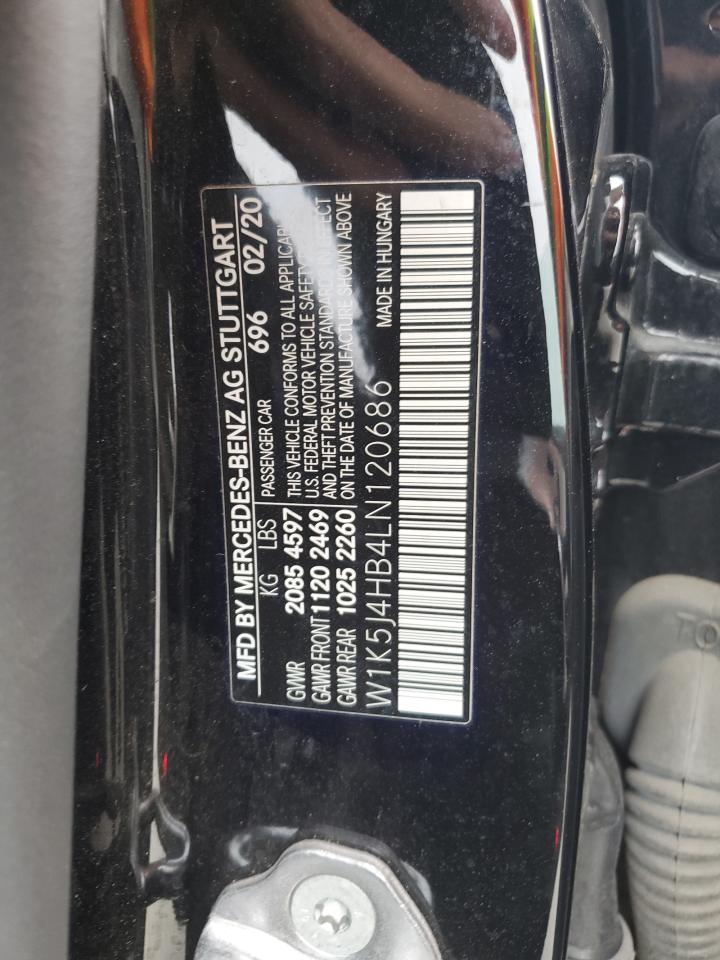 MFD BY MERCEDES-BENZ AG STUTTGART
KG LBS 696 02/20
GVWR 2085 4597 PASSENGER CAR
GAWR FRONT 1120 2469
GAWR REAR 1025 2260
THIS VEHICLE CONFORMS TO ALL APPLICABLE
U.S. FEDERAL MOTOR VEHICLE SAFETY
AND THEFT PREVENTION STANDARDS IN EFFECT
ON THE DATE OF MANUFACTURE SHOWN ABOVE
W1K5J4HB4LN120686 MADE IN HUNGARY